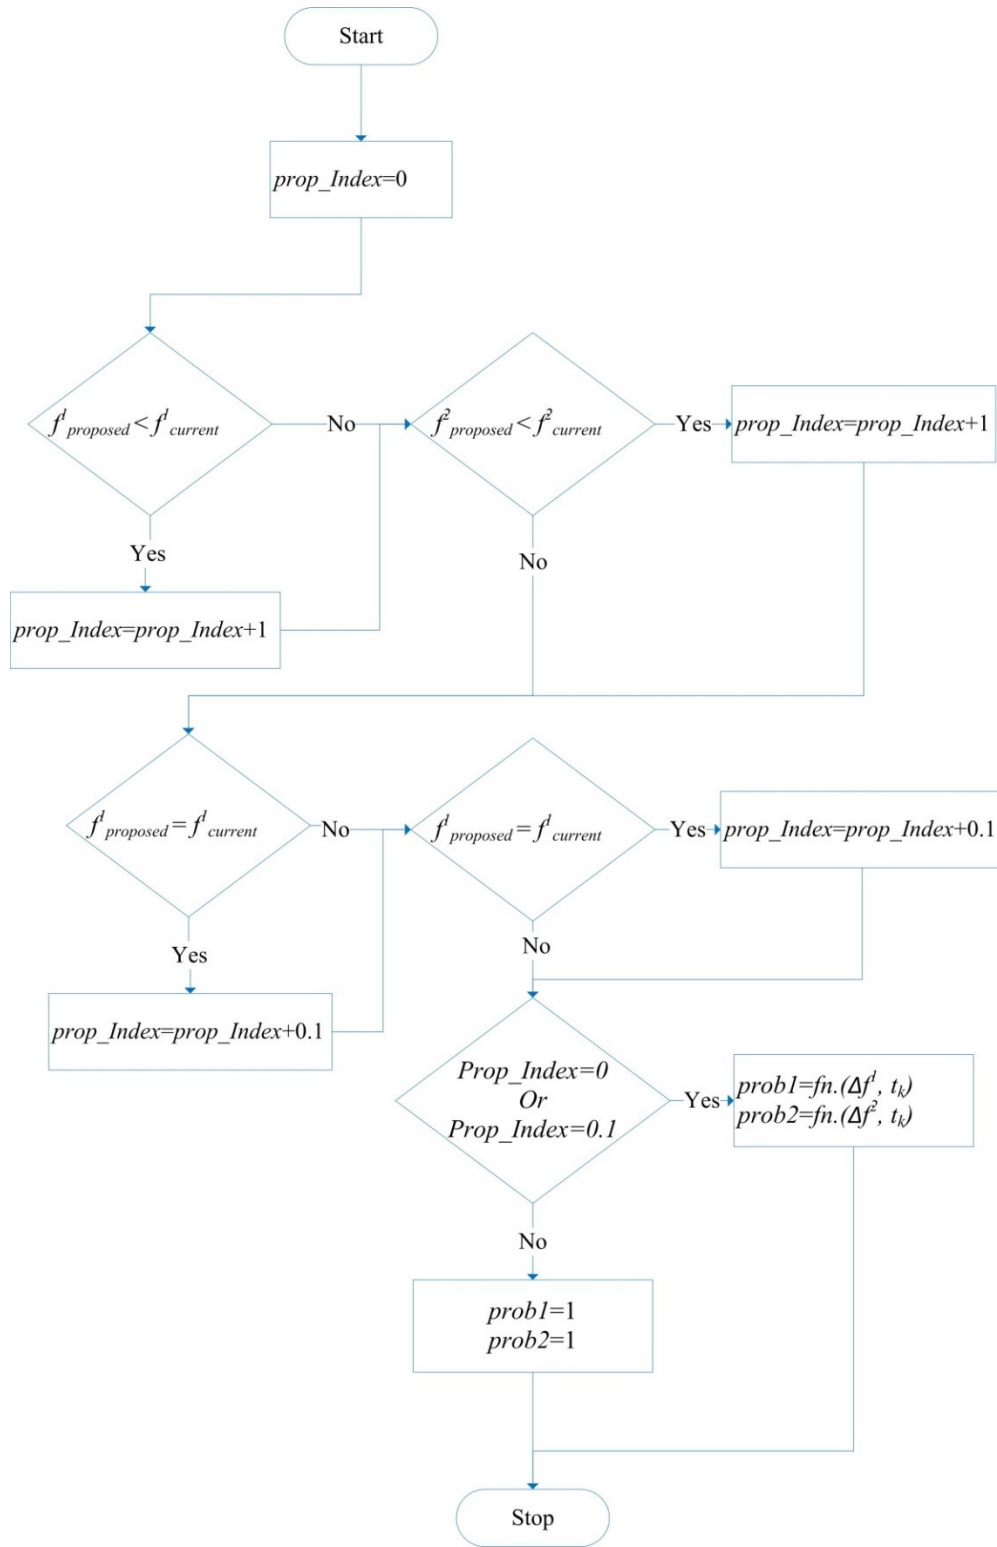 Start
prop_Index=0
f¹proposed < f¹current
No
f²proposed < f²current
Yes
prop_Index=prop_Index+1
Yes
No
prop_Index=prop_Index+1
f¹proposed = f¹current
No
f¹proposed = f¹current
Yes
prop_Index=prop_Index+0.1
Yes
No
prop_Index=prop_Index+0.1
Prop_Index=0
Or
Prop_Index=0.1
Yes
prob1=fn.(Δf¹, tₖ)
prob2=fn.(Δf², tₖ)
No
prob1=1
prob2=1
Stop